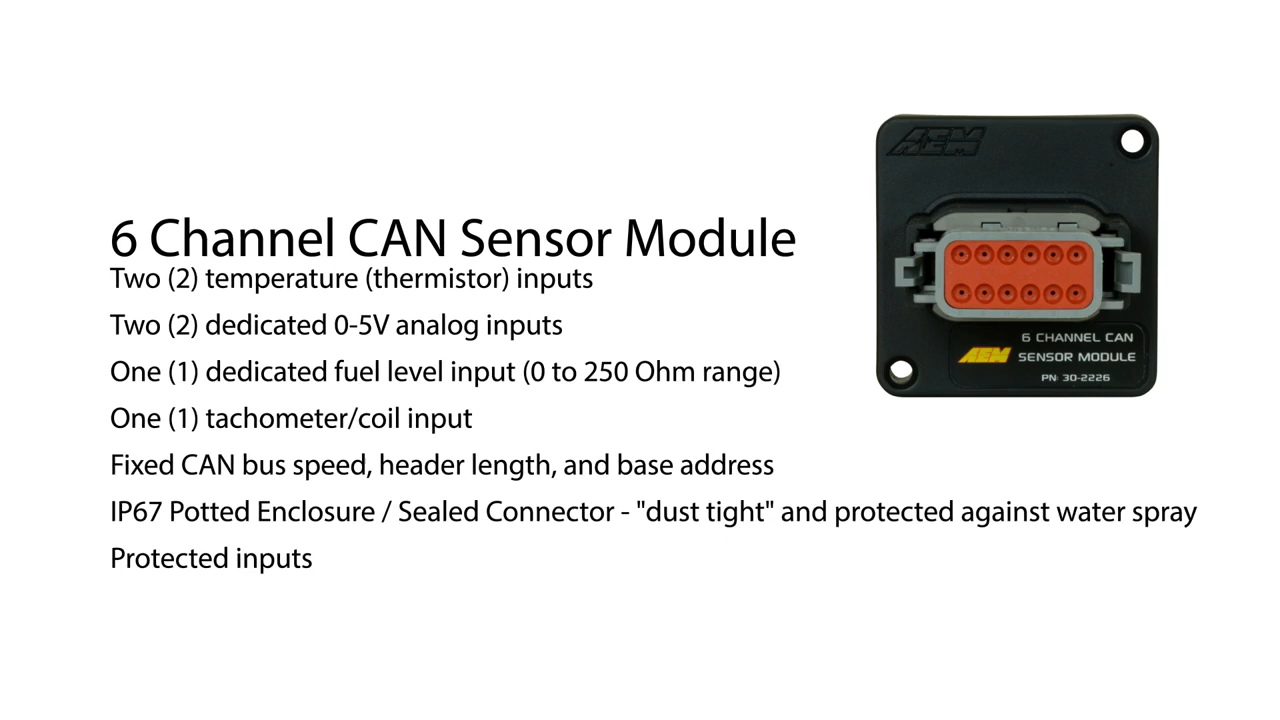 6 Channel CAN Sensor Module
Two (2) temperature (thermistor) inputs
Two (2) dedicated 0-5V analog inputs
One (1) dedicated fuel level input (0 to 250 Ohm range)
One (1) tachometer/coil input
Fixed CAN bus speed, header length, and base address
IP67 Potted Enclosure / Sealed Connector - "dust tight" and protected against water spray
Protected inputs
AEM
6 CHANNEL CAN
AEM SENSOR MODULE
PN: 30-2226